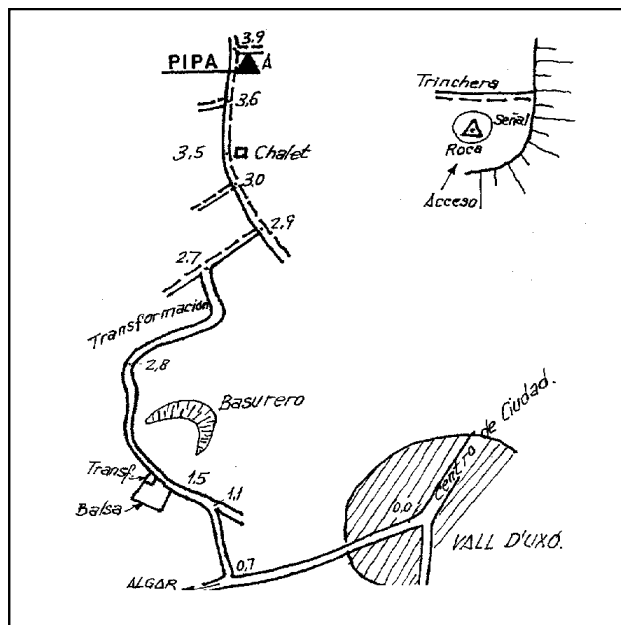 3.9
PIPA A
3,6
3,5 Chalet
3,0
2,9
2,7
Transformación
2,8
Basurero
Transf.
Balsa
1.5
1,1
0,7
ALGAR
0,0
Centro de Ciudad.
VALL D'UXÓ.
Trinchera
Señal
Roca
Acceso